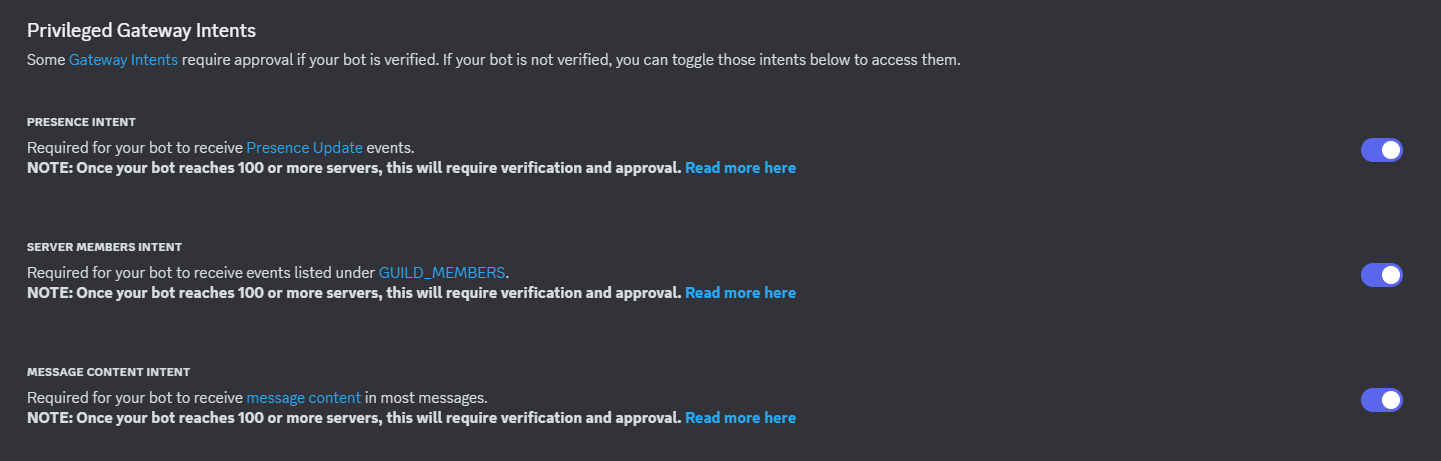 Privileged Gateway Intents
Some Gateway Intents require approval if your bot is verified. If your bot is not verified, you can toggle those intents below to access them.
PRESENCE INTENT
Required for your bot to receive Presence Update events.
NOTE: Once your bot reaches 100 or more servers, this will require verification and approval. Read more here
SERVER MEMBERS INTENT
Required for your bot to receive events listed under GUILD_MEMBERS.
NOTE: Once your bot reaches 100 or more servers, this will require verification and approval. Read more here
MESSAGE CONTENT INTENT
Required for your bot to receive message content in most messages.
NOTE: Once your bot reaches 100 or more servers, this will require verification and approval. Read more here